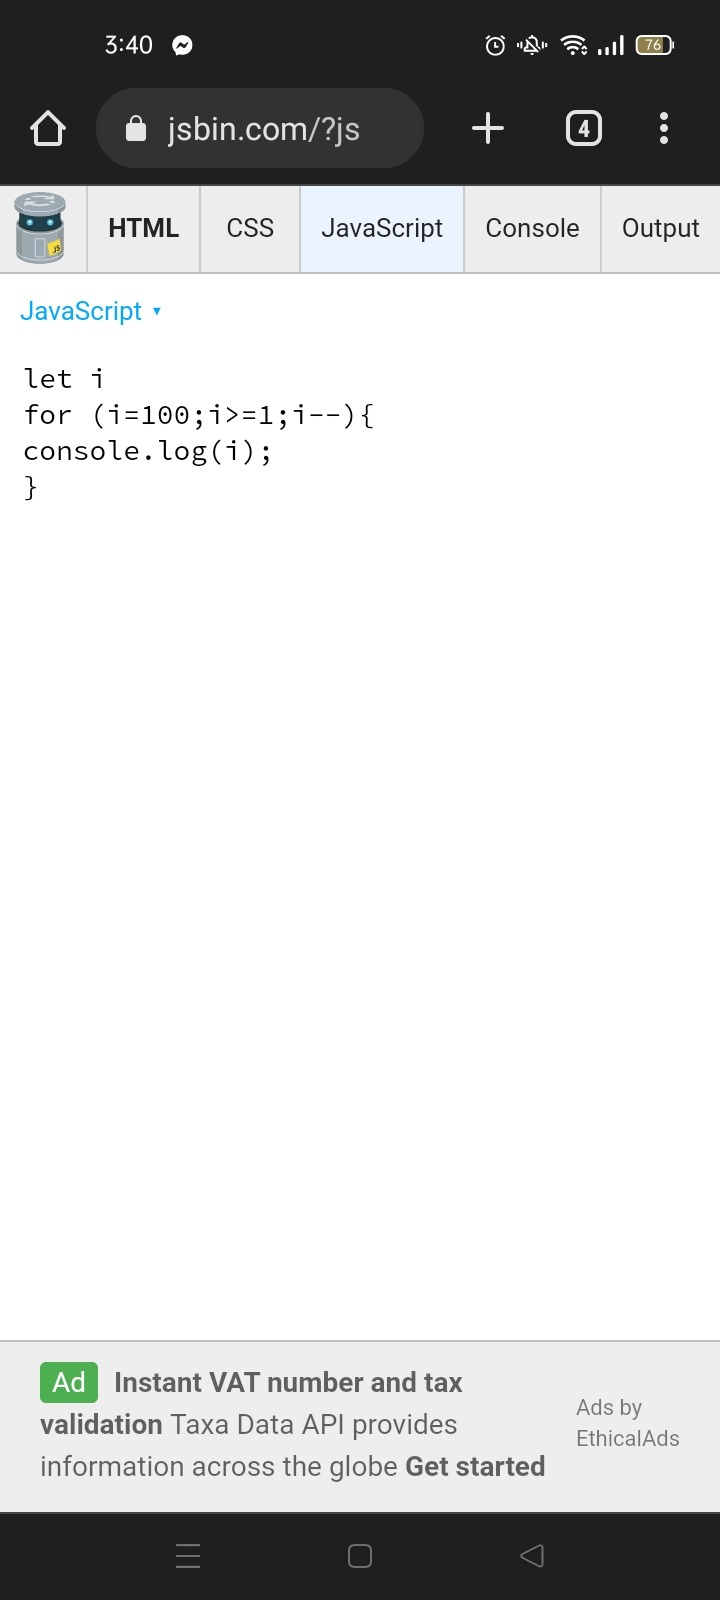 3:40
76
jsbin.com/?js
4
HTML CSS JavaScript Console Output
JavaScript ▾
let i
for (i=100;i>=1;i--){
console.log(i);
}
Ad Instant VAT number and tax
validation Taxa Data API provides
information across the globe Get started
Ads by
EthicalAds